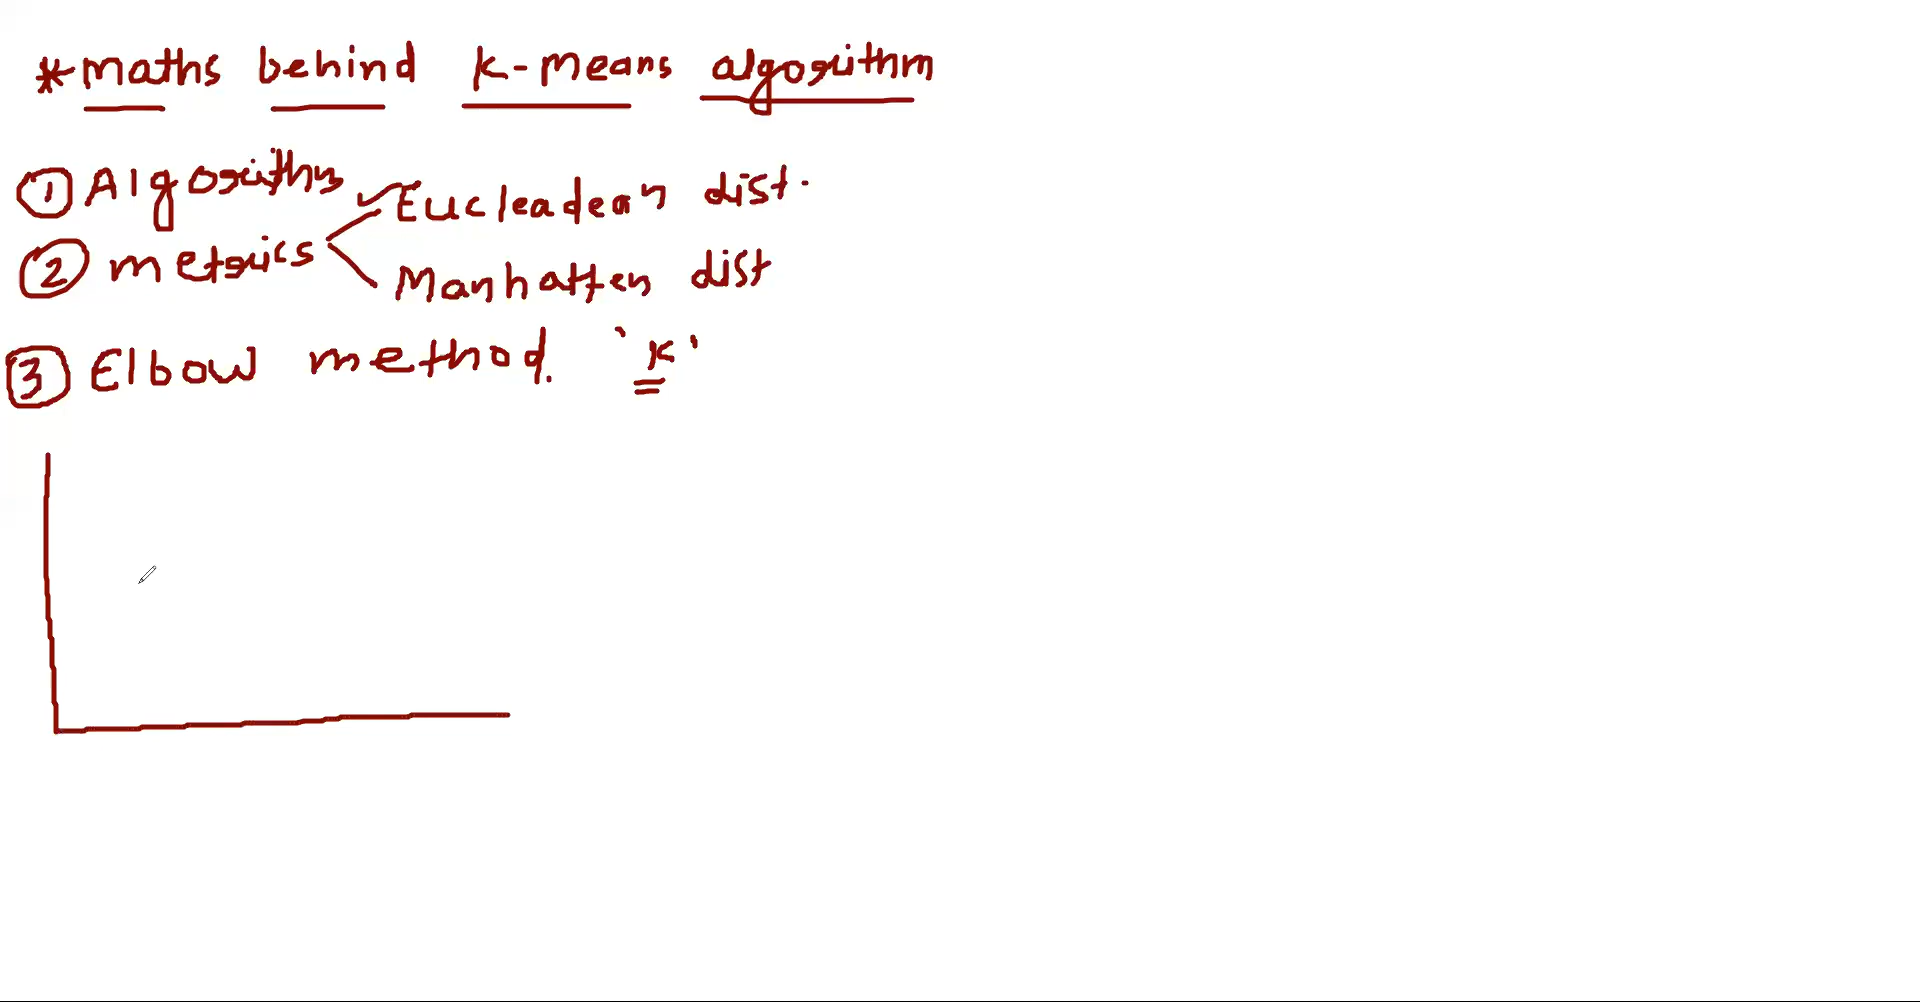 * maths behind k-means algorithm
1 Algorithm
2 metrics Eucleadean dist.
Manhatten dist
3 Elbow method. 'k'